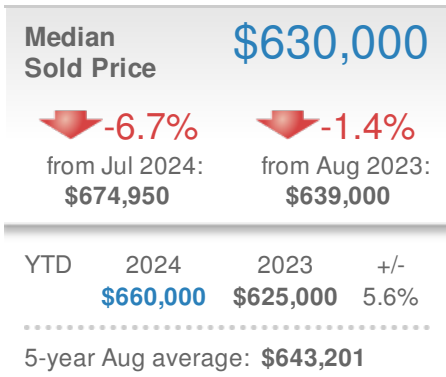 Median $630,000
Sold Price
-6.7% -1.4%
from Jul 2024: from Aug 2023:
$674,950 $639,000
YTD 2024 2023 +/-
$660,000 $625,000 5.6%
5-year Aug average: $643,201